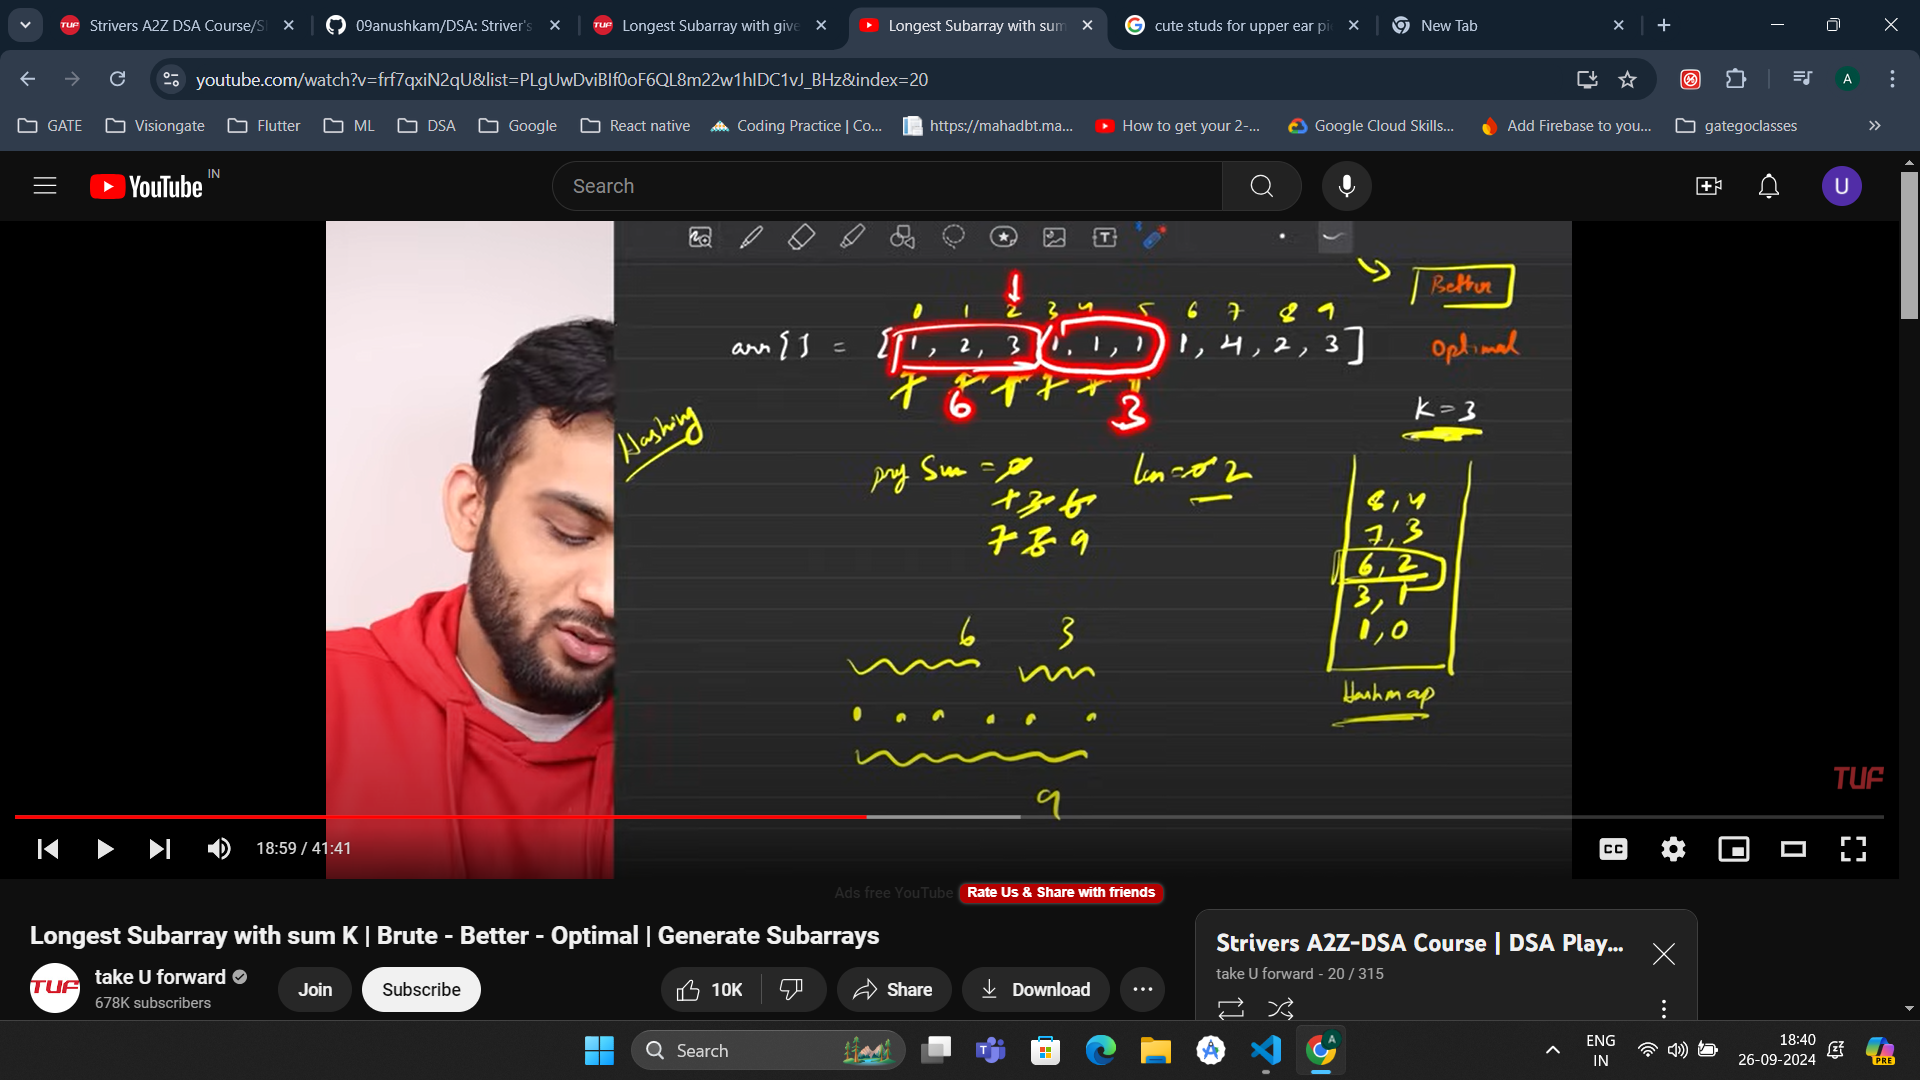 Strivers A2Z DSA Course/S
09anushkam/DSA: Striver's
Longest Subarray with give
Longest Subarray with sum
cute studs for upper ear pi
New Tab
youtube.com/watch?v=frf7qxiN2qU&list=PLgUwDviBIf0oF6QL8m22w1hIDC1vJ_BHz&index=20
A
GATE
Visiongate
Flutter
ML
DSA
Google
React native
Coding Practice | Co...
https://mahadbt.ma...
How to get your 2-...
Google Cloud Skills...
Add Firebase to you...
gategoclasses
YouTube IN
Search
U
Better
0 1 2 3 4 5 6 7 8 9
arr[] = [1, 2, 3, 1, 1, 1, 1, 4, 2, 3]
Optimal
6 3
K=3
Hashing
len = 0 2
3 6
7 8 9
8, 4
7, 3
6, 2
3, 1
1, 0
Hashmap
6 3
9
TUF
18:59 / 41:41
CC
Ads free YouTube
Rate Us & Share with friends
Longest Subarray with sum K | Brute - Better - Optimal | Generate Subarrays
TUF
take U forward
678K subscribers
Join
Subscribe
10K
Share
Download
Strivers A2Z-DSA Course | DSA Play...
take U forward - 20 / 315
Search
ENG
IN
18:40
26-09-2024
PRE